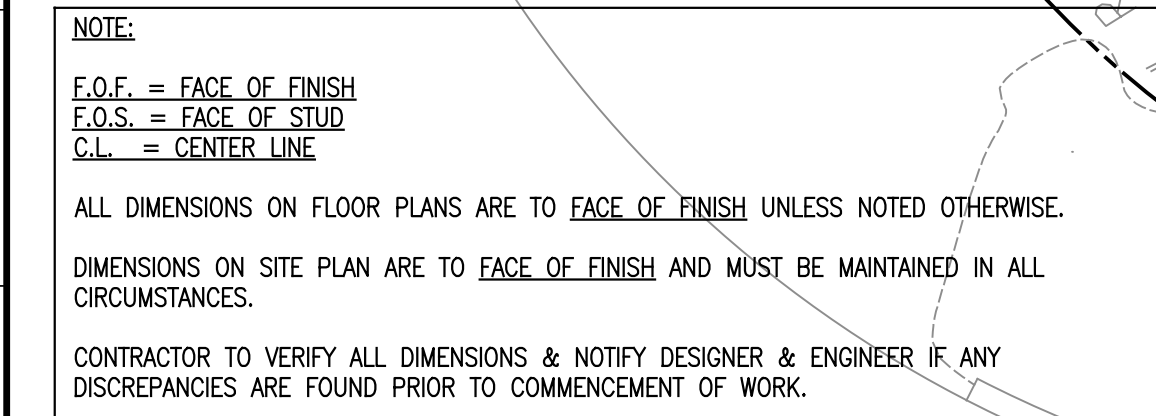 NOTE:
F.O.F. = FACE OF FINISH
F.O.S. = FACE OF STUD
C.L. = CENTER LINE
ALL DIMENSIONS ON FLOOR PLANS ARE TO FACE OF FINISH UNLESS NOTED OTHERWISE.
DIMENSIONS ON SITE PLAN ARE TO FACE OF FINISH AND MUST BE MAINTAINED IN ALL
CIRCUMSTANCES.
CONTRACTOR TO VERIFY ALL DIMENSIONS & NOTIFY DESIGNER & ENGINEER IF ANY
DISCREPANCIES ARE FOUND PRIOR TO COMMENCEMENT OF WORK.